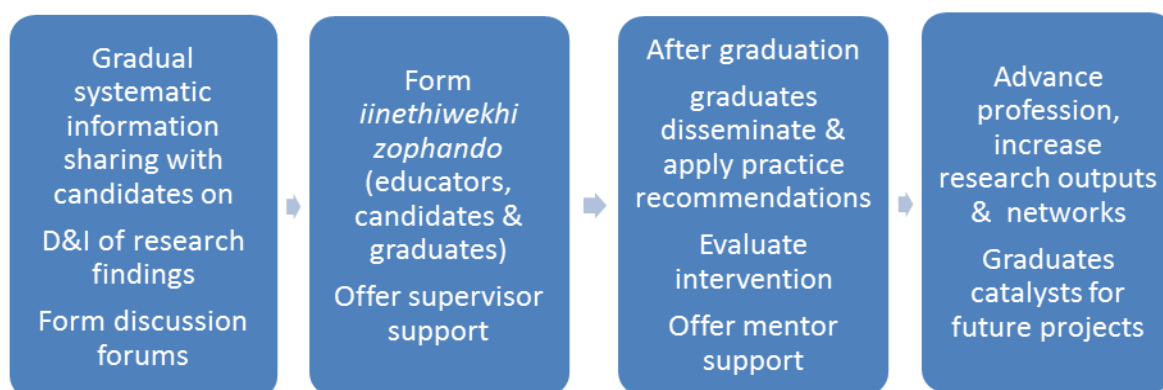 Gradual
systematic
information
sharing with
candidates on
D&I of research
findings
Form discussion
forums
Form
iinethiwekhi
zophando
(educators,
candidates &
graduates)
Offer supervisor
support
After graduation
graduates
disseminate &
apply practice
recommendations
Evaluate
intervention
Offer mentor
support
Advance
profession,
increase
research outputs
& networks
Graduates
catalysts for
future projects